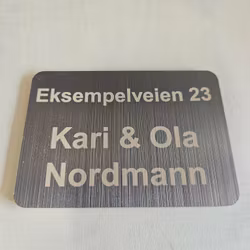 Eksempelveien 23
Kari & Ola
Nordmann